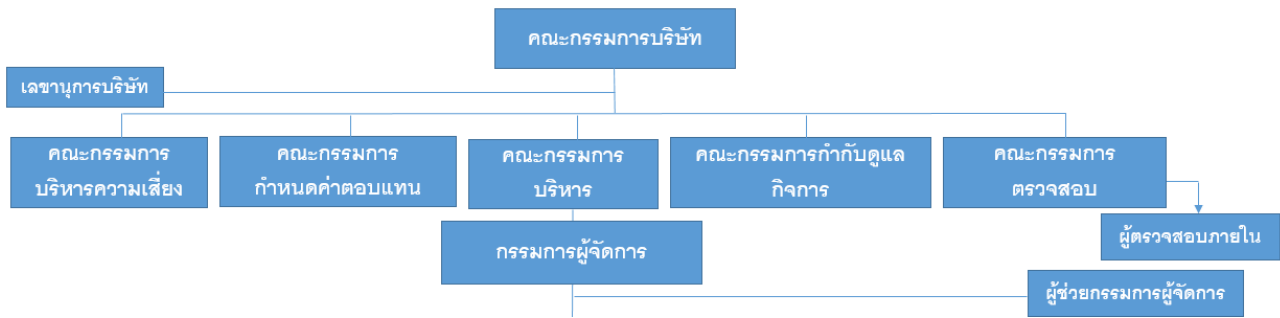 คณะกรรมการบริษัท
เลขานุการบริษัท
คณะกรรมการ
บริหารความเสี่ยง
คณะกรรมการ
กำหนดค่าตอบแทน
คณะกรรมการ
บริหาร
คณะกรรมการกำกับดูแล
กิจการ
คณะกรรมการ
ตรวจสอบ
ผู้ตรวจสอบภายใน
กรรมการผู้จัดการ
ผู้ช่วยกรรมการผู้จัดการ